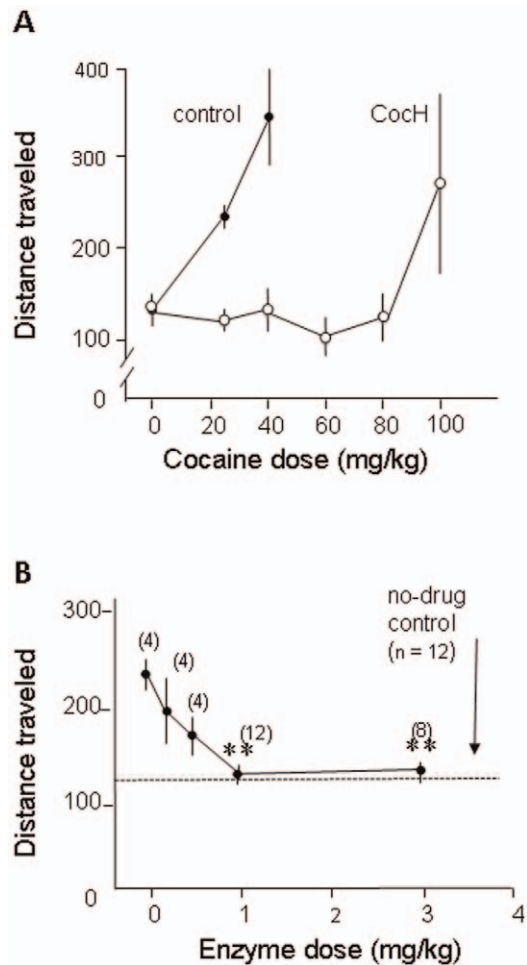 A
400
control
CocH
300
Distance traveled
200
100
0
0 20 40 60 80 100
Cocaine dose (mg/kg)
B
300
no-drug
control
(n = 12)
(4)
(4)
200
(4)
(12)
(8)
**
**
Distance traveled
100
0
0 1 2 3 4
Enzyme dose (mg/kg)